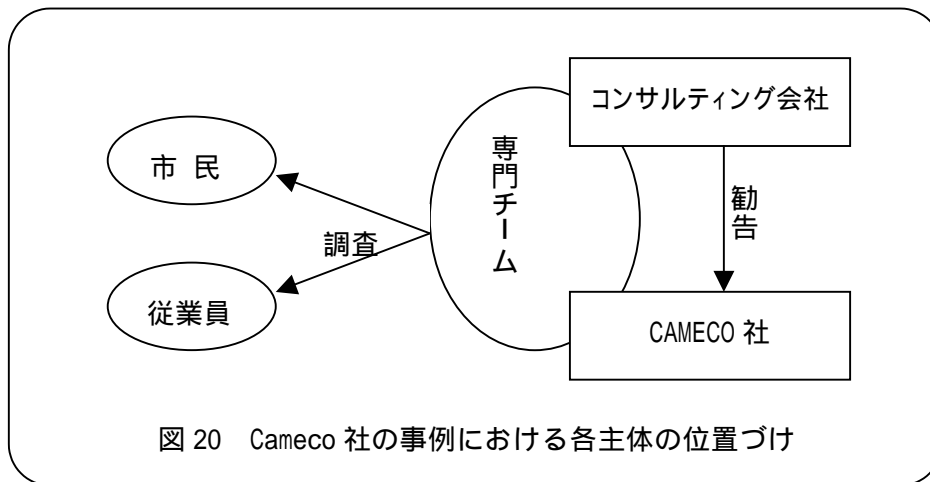 コンサルティング会社
市 民
専門チーム
勧告
調査
従業員
CAMECO 社
図 20 Cameco 社の事例における各主体の位置づけ